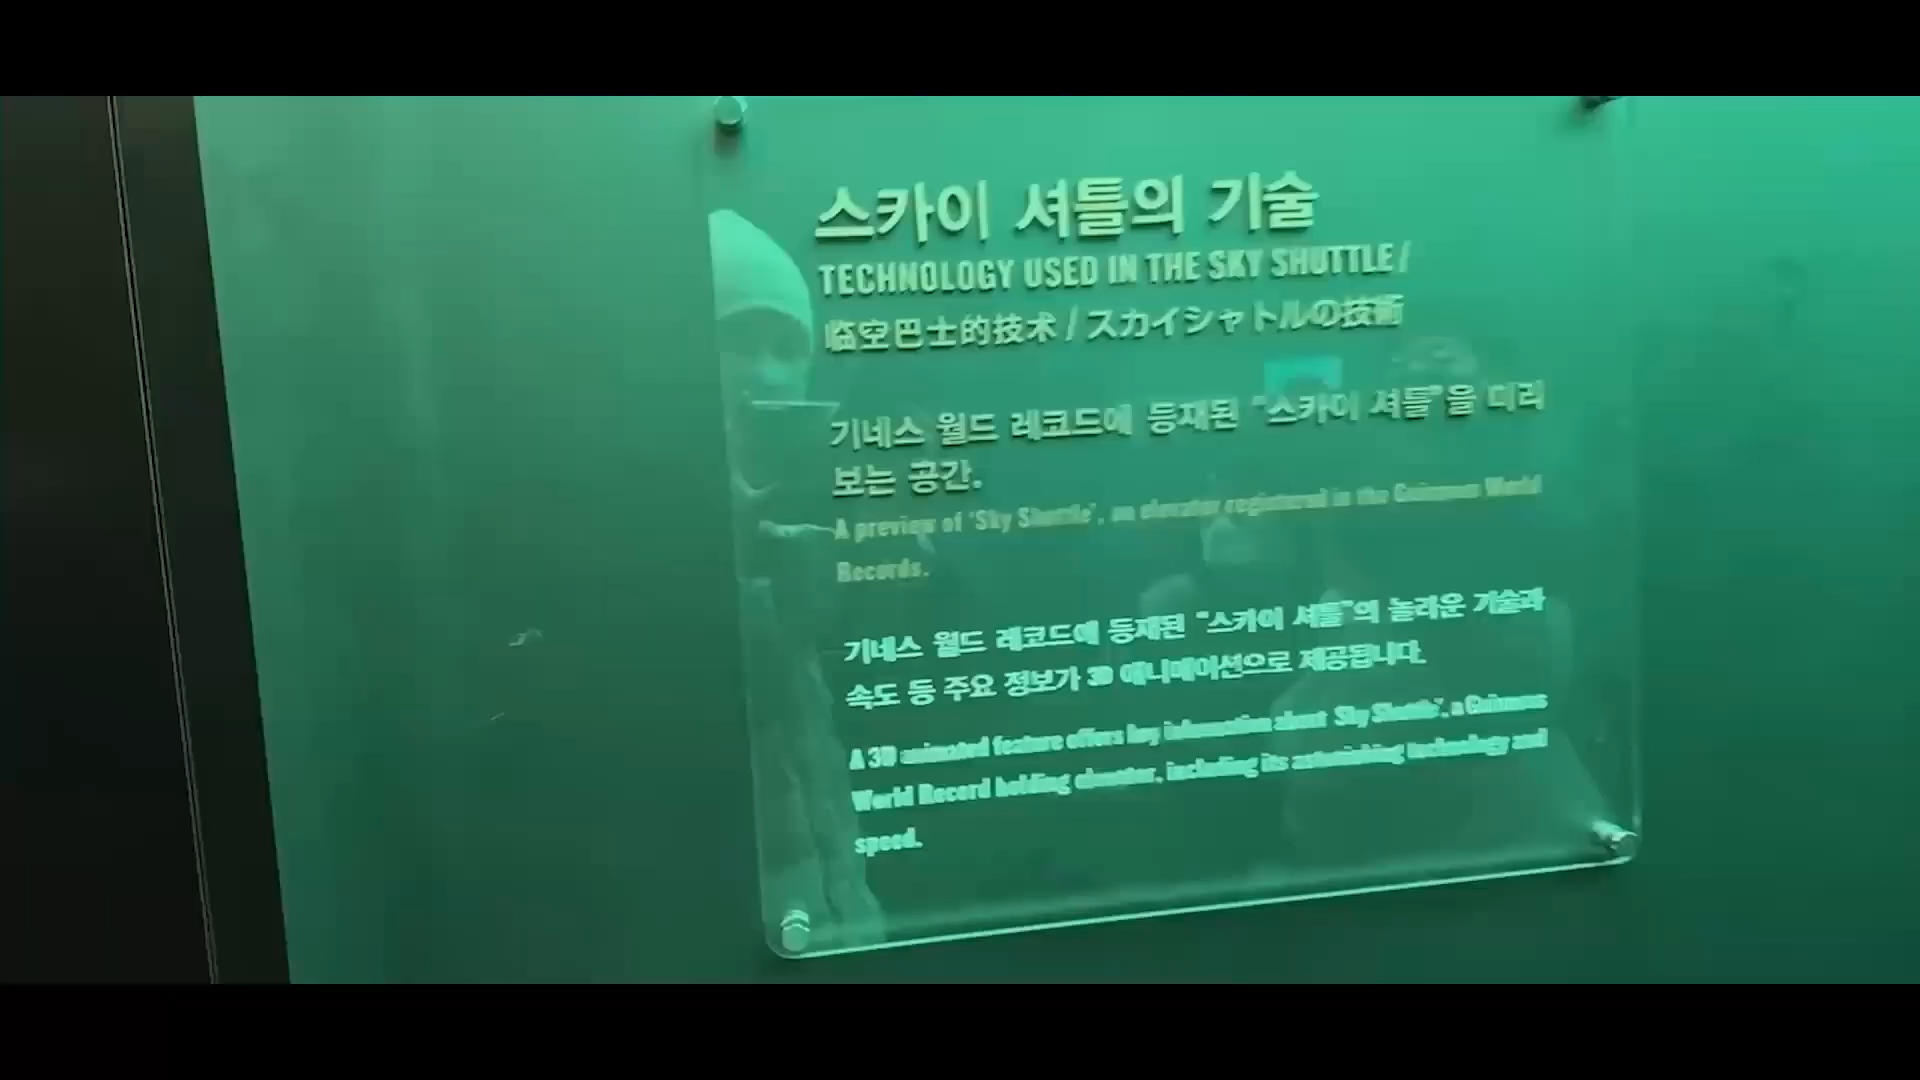 스카이 셔틀의 기술
TECHNOLOGY USED IN THE SKY SHUTTLE /
临空巴士的技术 / スカイシャトルの技術
기네스 월드 레코드에 등재된 “스카이 셔틀”을 미리
보는 공간.
A preview of ‘Sky Shuttle’, an elevator registered in the Guinness World
Records.
기네스 월드 레코드에 등재된 “스카이 셔틀”의 놀라운 기술과
속도 등 주요 정보가 3D 애니메이션으로 제공됩니다.
A 3D animated feature offers key information about ‘Sky Shuttle’, a Guinness
World Record holding elevator, including its astonishing technology and
speed.